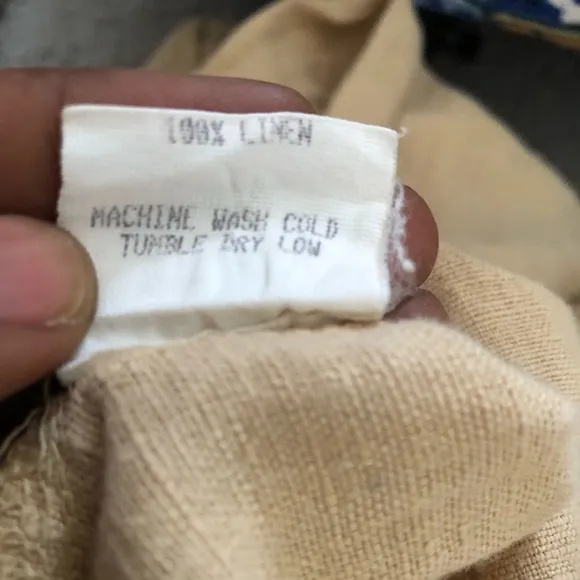 100% LINEN
MACHINE WASH COLD
TUMBLE DRY LOW